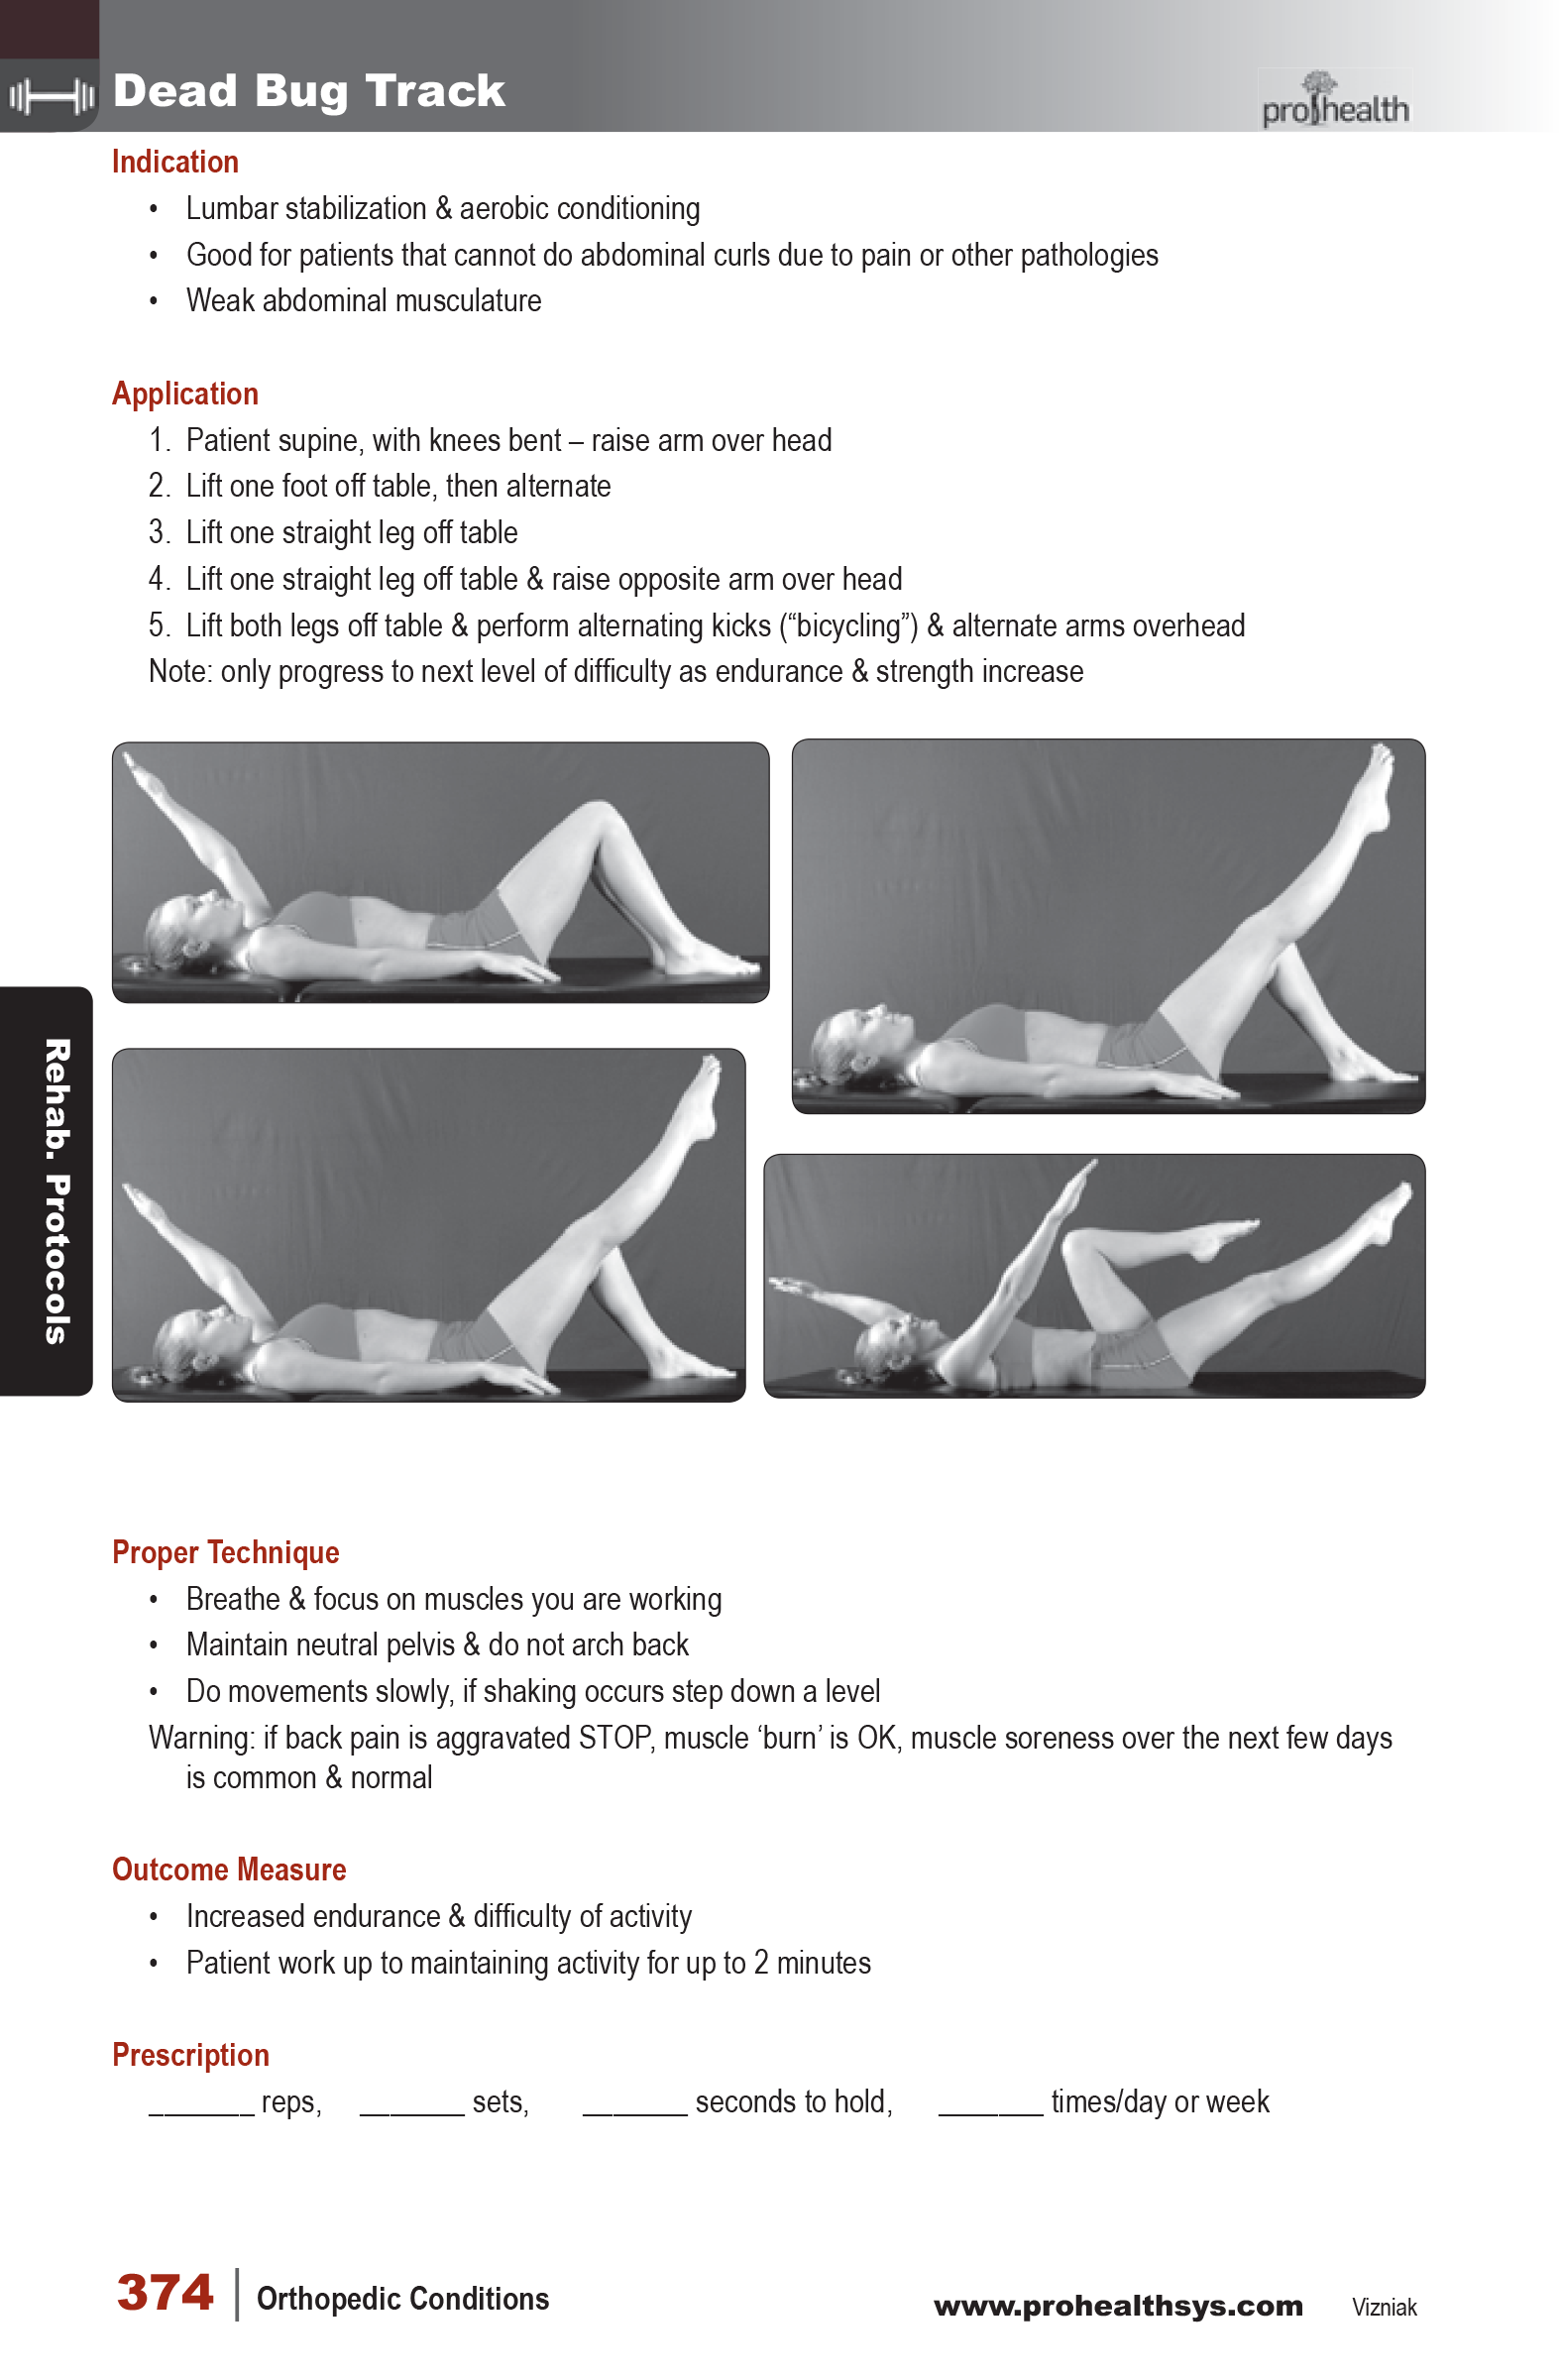 Dead Bug Track
prohealth
Indication
• Lumbar stabilization & aerobic conditioning
• Good for patients that cannot do abdominal curls due to pain or other pathologies
• Weak abdominal musculature
Application
1. Patient supine, with knees bent – raise arm over head
2. Lift one foot off table, then alternate
3. Lift one straight leg off table
4. Lift one straight leg off table & raise opposite arm over head
5. Lift both legs off table & perform alternating kicks (“bicycling”) & alternate arms overhead
Note: only progress to next level of difficulty as endurance & strength increase
Rehab. Protocols
Proper Technique
• Breathe & focus on muscles you are working
• Maintain neutral pelvis & do not arch back
• Do movements slowly, if shaking occurs step down a level
Warning: if back pain is aggravated STOP, muscle ‘burn’ is OK, muscle soreness over the next few days
is common & normal
Outcome Measure
• Increased endurance & difficulty of activity
• Patient work up to maintaining activity for up to 2 minutes
Prescription
_______ reps, _______ sets, _______ seconds to hold, _______ times/day or week
374 Orthopedic Conditions
www.prohealthsys.com Vizniak